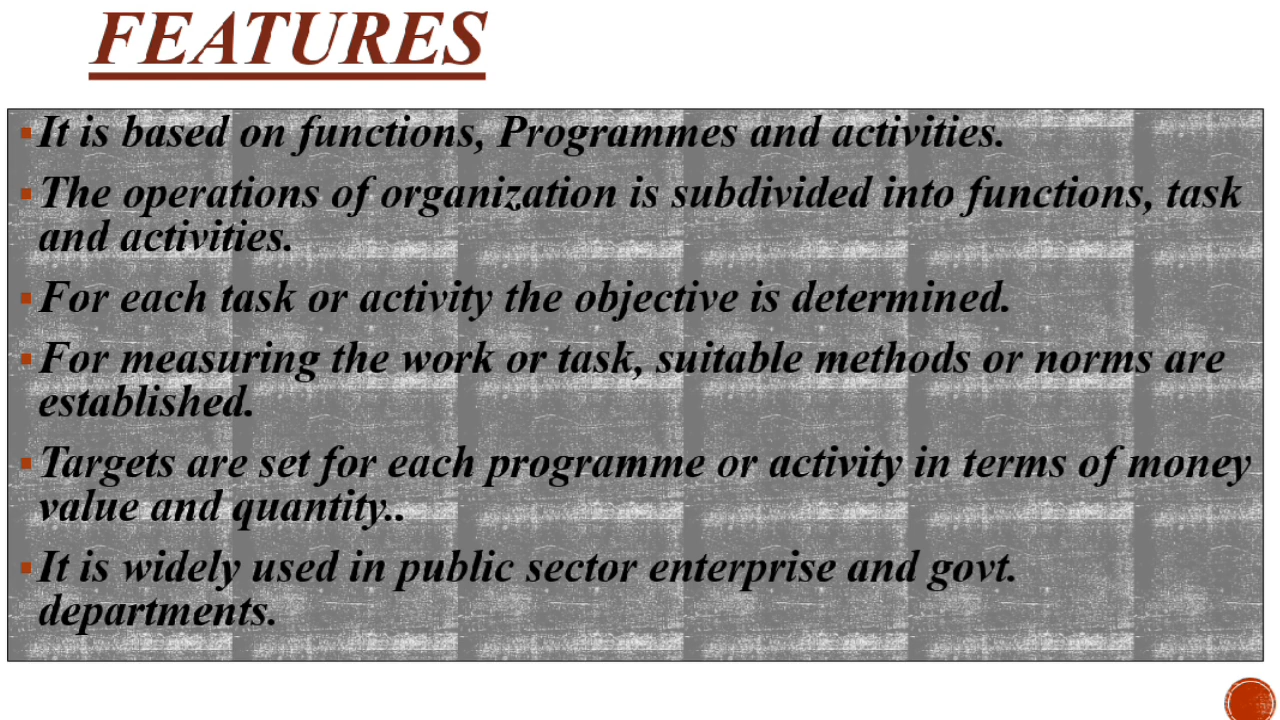 FEATURES
▪It is based on functions, Programmes and activities.
▪The operations of organization is subdivided into functions, task
and activities.
▪For each task or activity the objective is determined.
▪For measuring the work or task, suitable methods or norms are
established.
▪Targets are set for each programme or activity in terms of money
value and quantity..
▪It is widely used in public sector enterprise and govt.
departments.